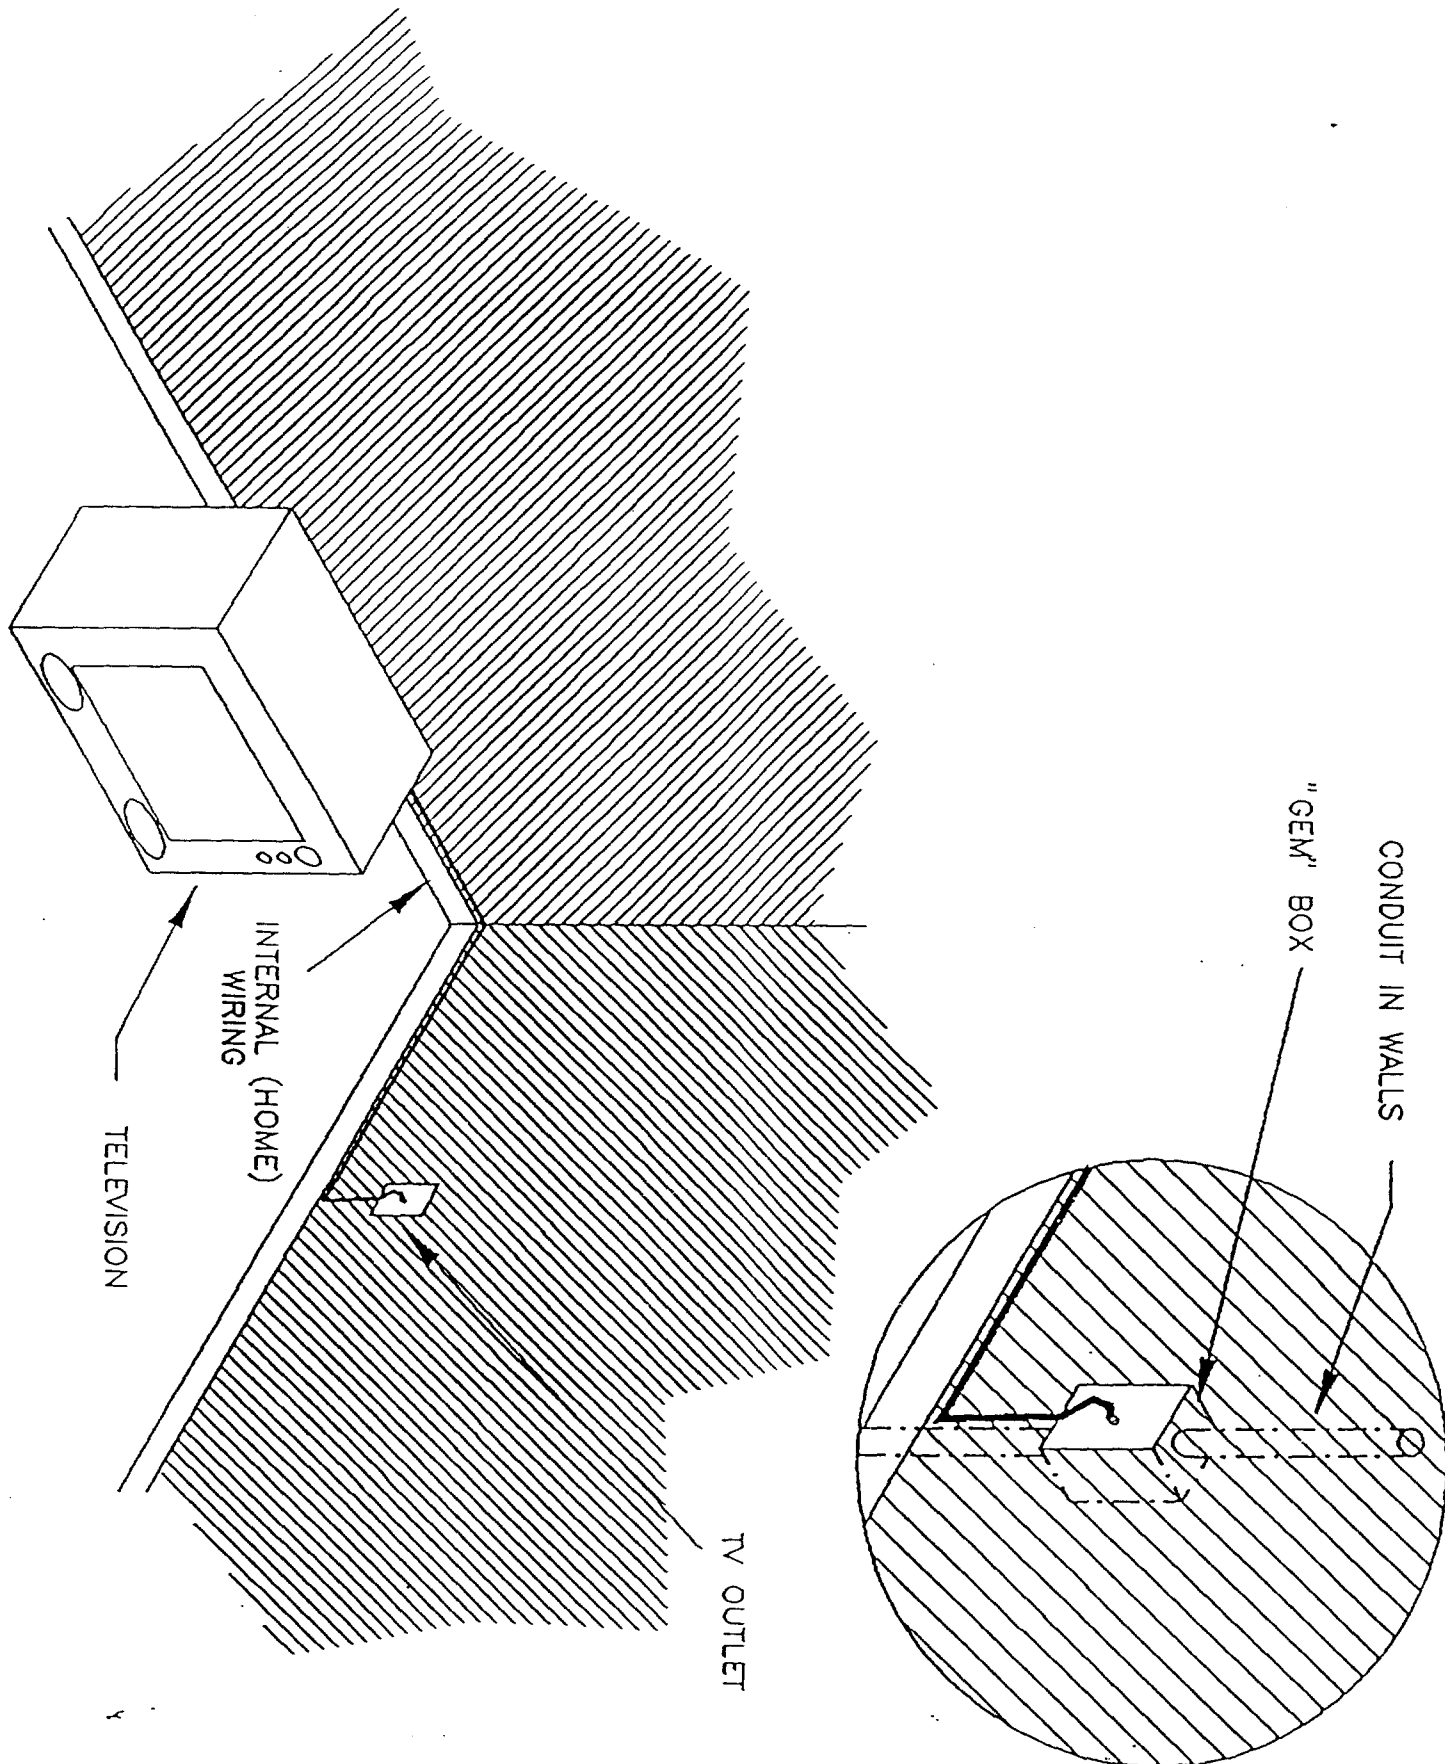 CONDUIT IN WALLS
"GEM" BOX
TV OUTLET
INTERNAL (HOME)
WIRING
TELEVISION